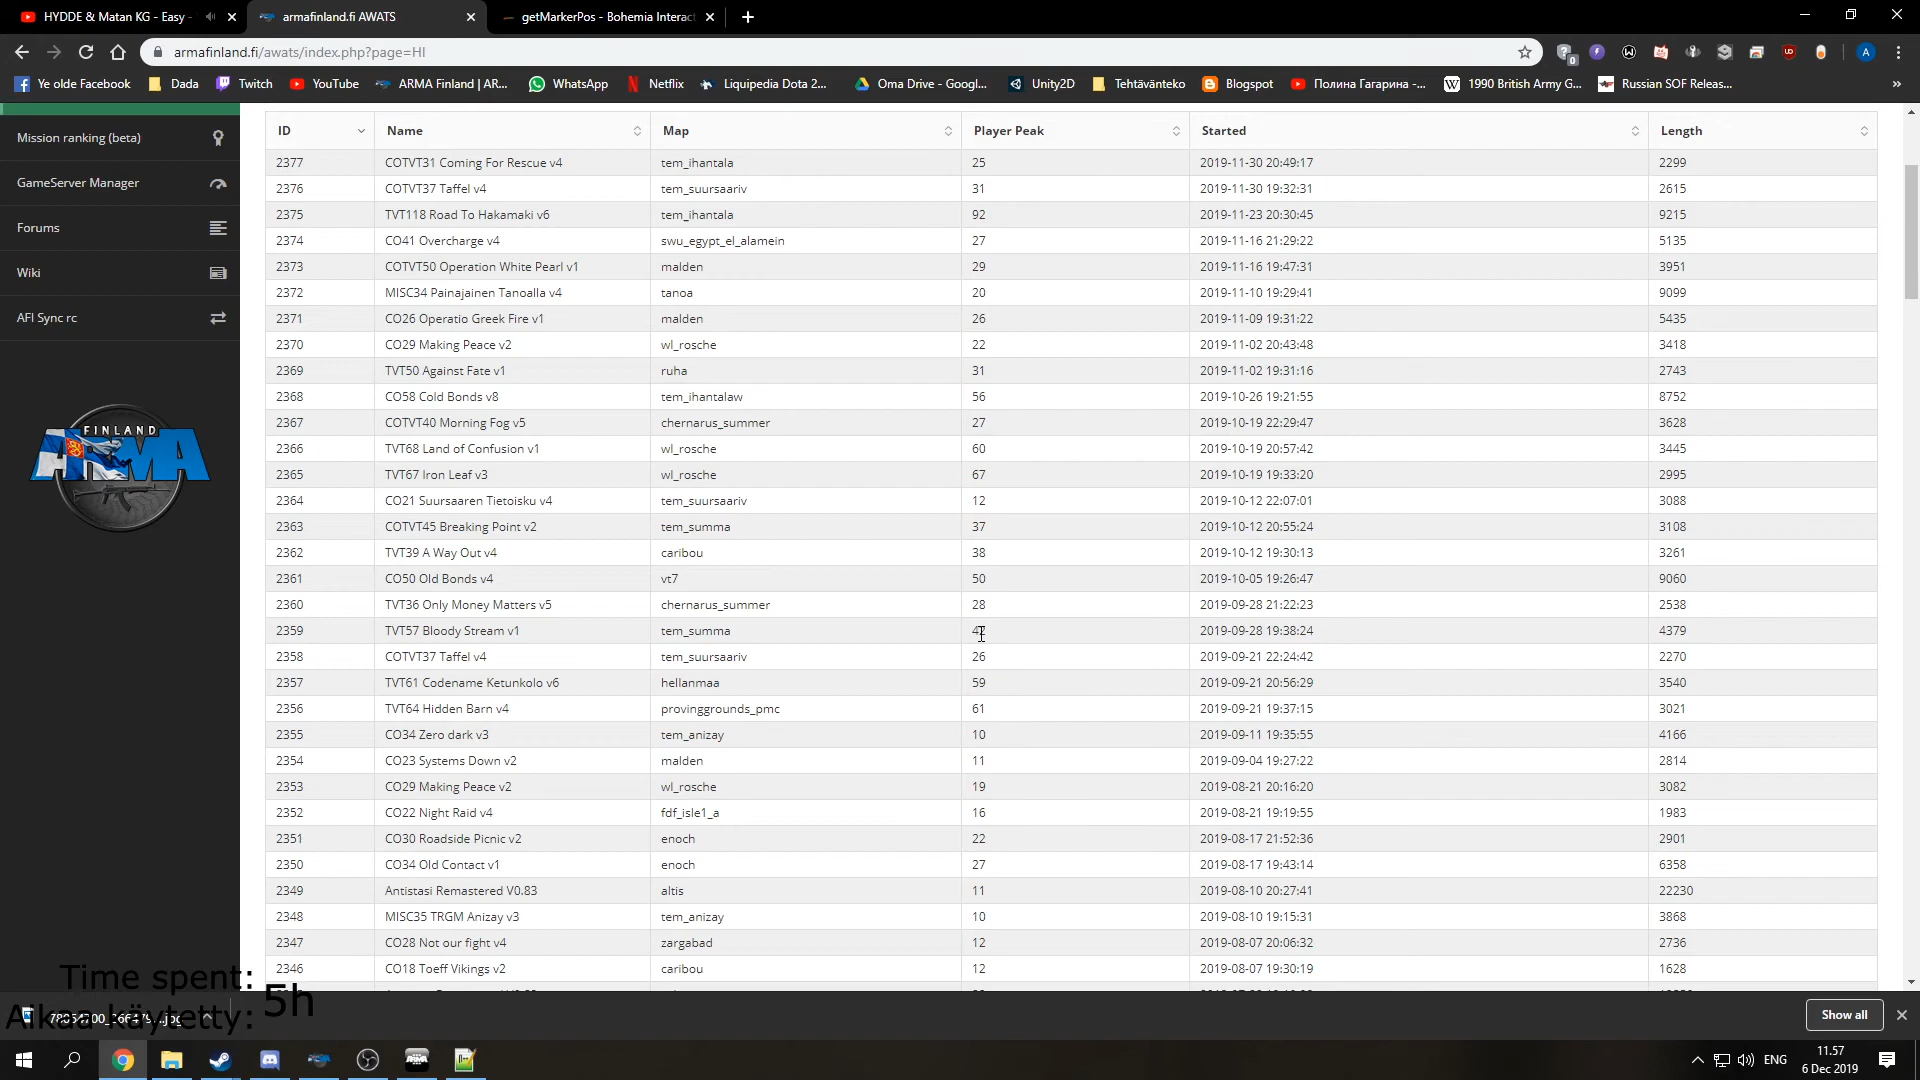 HYDDE & Matan KG - Easy -
armafinland.fi AWATS
getMarkerPos - Bohemia Interact
armafinland.fi/awats/index.php?page=HI
Ye olde Facebook
Dada
Twitch
YouTube
ARMA Finland | AR...
WhatsApp
Netflix
Liquipedia Dota 2...
Oma Drive - Googl...
Unity2D
Tehtävänteko
Blogspot
Полина Гагарина -...
1990 British Army G...
Russian SOF Releas...
Mission ranking (beta)
GameServer Manager
Forums
Wiki
AFI Sync rc
FINLAND
ARMA
ID Name Map Player Peak Started Length
2377 COTVT31 Coming For Rescue v4 tem_ihantala 25 2019-11-30 20:49:17 2299
2376 COTVT37 Taffel v4 tem_suursaariv 31 2019-11-30 19:32:31 2615
2375 TVT118 Road To Hakamaki v6 tem_ihantala 92 2019-11-23 20:30:45 9215
2374 CO41 Overcharge v4 swu_egypt_el_alamein 27 2019-11-16 21:29:22 5135
2373 COTVT50 Operation White Pearl v1 malden 29 2019-11-16 19:47:31 3951
2372 MISC34 Painajainen Tanoalla v4 tanoa 20 2019-11-10 19:29:41 9099
2371 CO26 Operatio Greek Fire v1 malden 26 2019-11-09 19:31:22 5435
2370 CO29 Making Peace v2 wl_rosche 22 2019-11-02 20:43:48 3418
2369 TVT50 Against Fate v1 ruha 31 2019-11-02 19:31:16 2743
2368 CO58 Cold Bonds v8 tem_ihantalaw 56 2019-10-26 19:21:55 8752
2367 COTVT40 Morning Fog v5 chernarus_summer 27 2019-10-19 22:29:47 3628
2366 TVT68 Land of Confusion v1 wl_rosche 60 2019-10-19 20:57:42 3445
2365 TVT67 Iron Leaf v3 wl_rosche 67 2019-10-19 19:33:20 2995
2364 CO21 Suursaaren Tietoisku v4 tem_suursaariv 12 2019-10-12 22:07:01 3088
2363 COTVT45 Breaking Point v2 tem_summa 37 2019-10-12 20:55:24 3108
2362 TVT39 A Way Out v4 caribou 38 2019-10-12 19:30:13 3261
2361 CO50 Old Bonds v4 vt7 50 2019-10-05 19:26:47 9060
2360 TVT36 Only Money Matters v5 chernarus_summer 28 2019-09-28 21:22:23 2538
2359 TVT57 Bloody Stream v1 tem_summa 2019-09-28 19:38:24 4379
2358 COTVT37 Taffel v4 tem_suursaariv 26 2019-09-21 22:24:42 2270
2357 TVT61 Codename Ketunkolo v6 hellanmaa 59 2019-09-21 20:56:29 3540
2356 TVT64 Hidden Barn v4 provinggrounds_pmc 61 2019-09-21 19:37:15 3021
2355 CO34 Zero dark v3 tem_anizay 10 2019-09-11 19:35:55 4166
2354 CO23 Systems Down v2 malden 11 2019-09-04 19:27:22 2814
2353 CO29 Making Peace v2 wl_rosche 19 2019-08-21 20:16:20 3082
2352 CO22 Night Raid v4 fdf_isle1_a 16 2019-08-21 19:19:55 1983
2351 CO30 Roadside Picnic v2 enoch 22 2019-08-17 21:52:36 2901
2350 CO34 Old Contact v1 enoch 27 2019-08-17 19:43:14 6358
2349 Antistasi Remastered V0.83 altis 11 2019-08-10 20:27:41 22230
2348 MISC35 TRGM Anizay v3 tem_anizay 10 2019-08-10 19:15:31 3868
2347 CO28 Not our fight v4 zargabad 12 2019-08-07 20:06:32 2736
2346 CO18 Toeff Vikings v2 caribou 12 2019-08-07 19:30:19 1628
Time spent:
Aikaa käytetty: 5h
Show all
ENG
11.57
6 Dec 2019